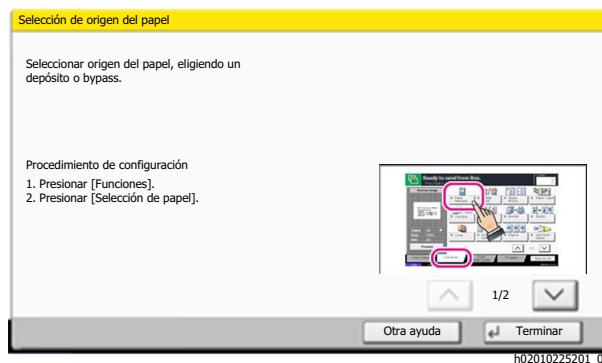 Selección de origen del papel
Seleccionar origen del papel, eligiendo un
depósito o bypass.
Procedimiento de configuración
1. Presionar [Funciones].
2. Presionar [Selección de papel].
Ready to send from Box.
1/2
Otra ayuda
Terminar
h02010225201_0